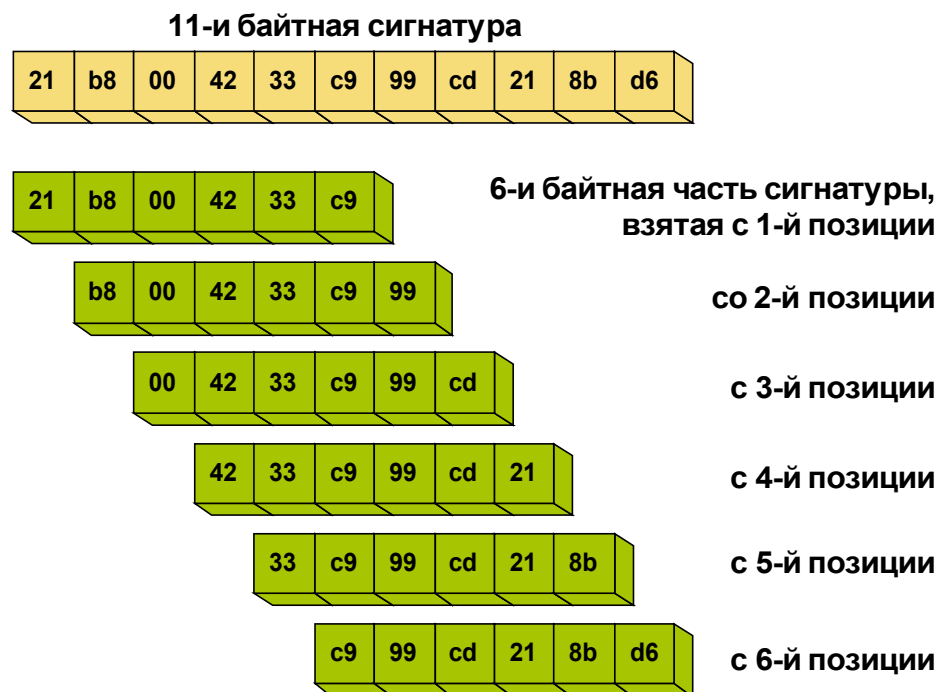 11-и байтная сигнатура
21 b8 00 42 33 c9 99 cd 21 8b d6
21 b8 00 42 33 c9
6-и байтная часть сигнатуры,
взятая с 1-й позиции
b8 00 42 33 c9 99
со 2-й позиции
00 42 33 c9 99 cd
с 3-й позиции
42 33 c9 99 cd 21
с 4-й позиции
33 c9 99 cd 21 8b
с 5-й позиции
c9 99 cd 21 8b d6
с 6-й позиции